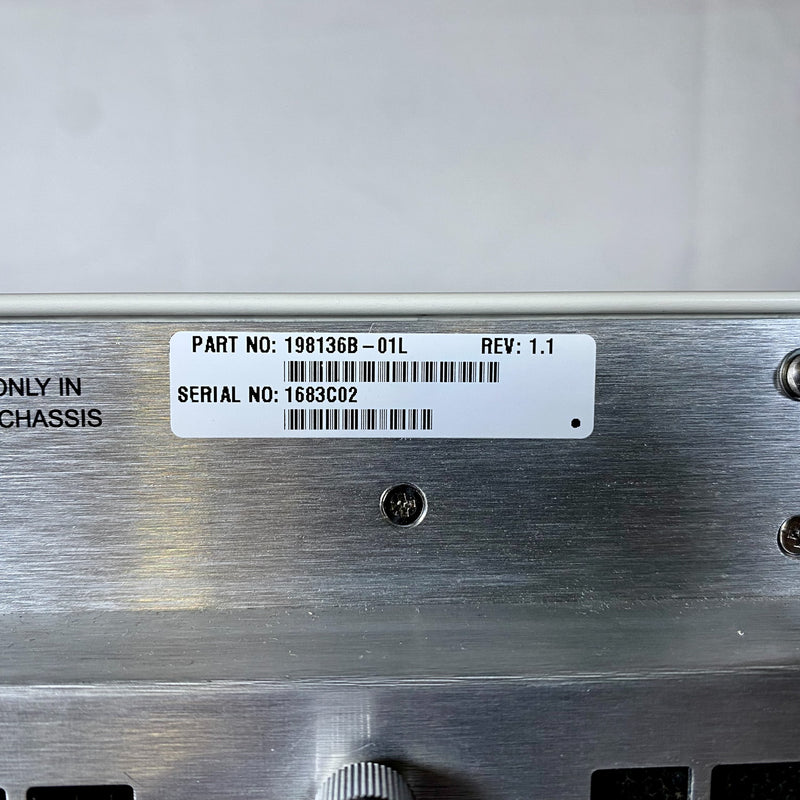 PART NO: 198136B-01L REV: 1.1
SERIAL NO: 1683C02
ONLY IN
CHASSIS